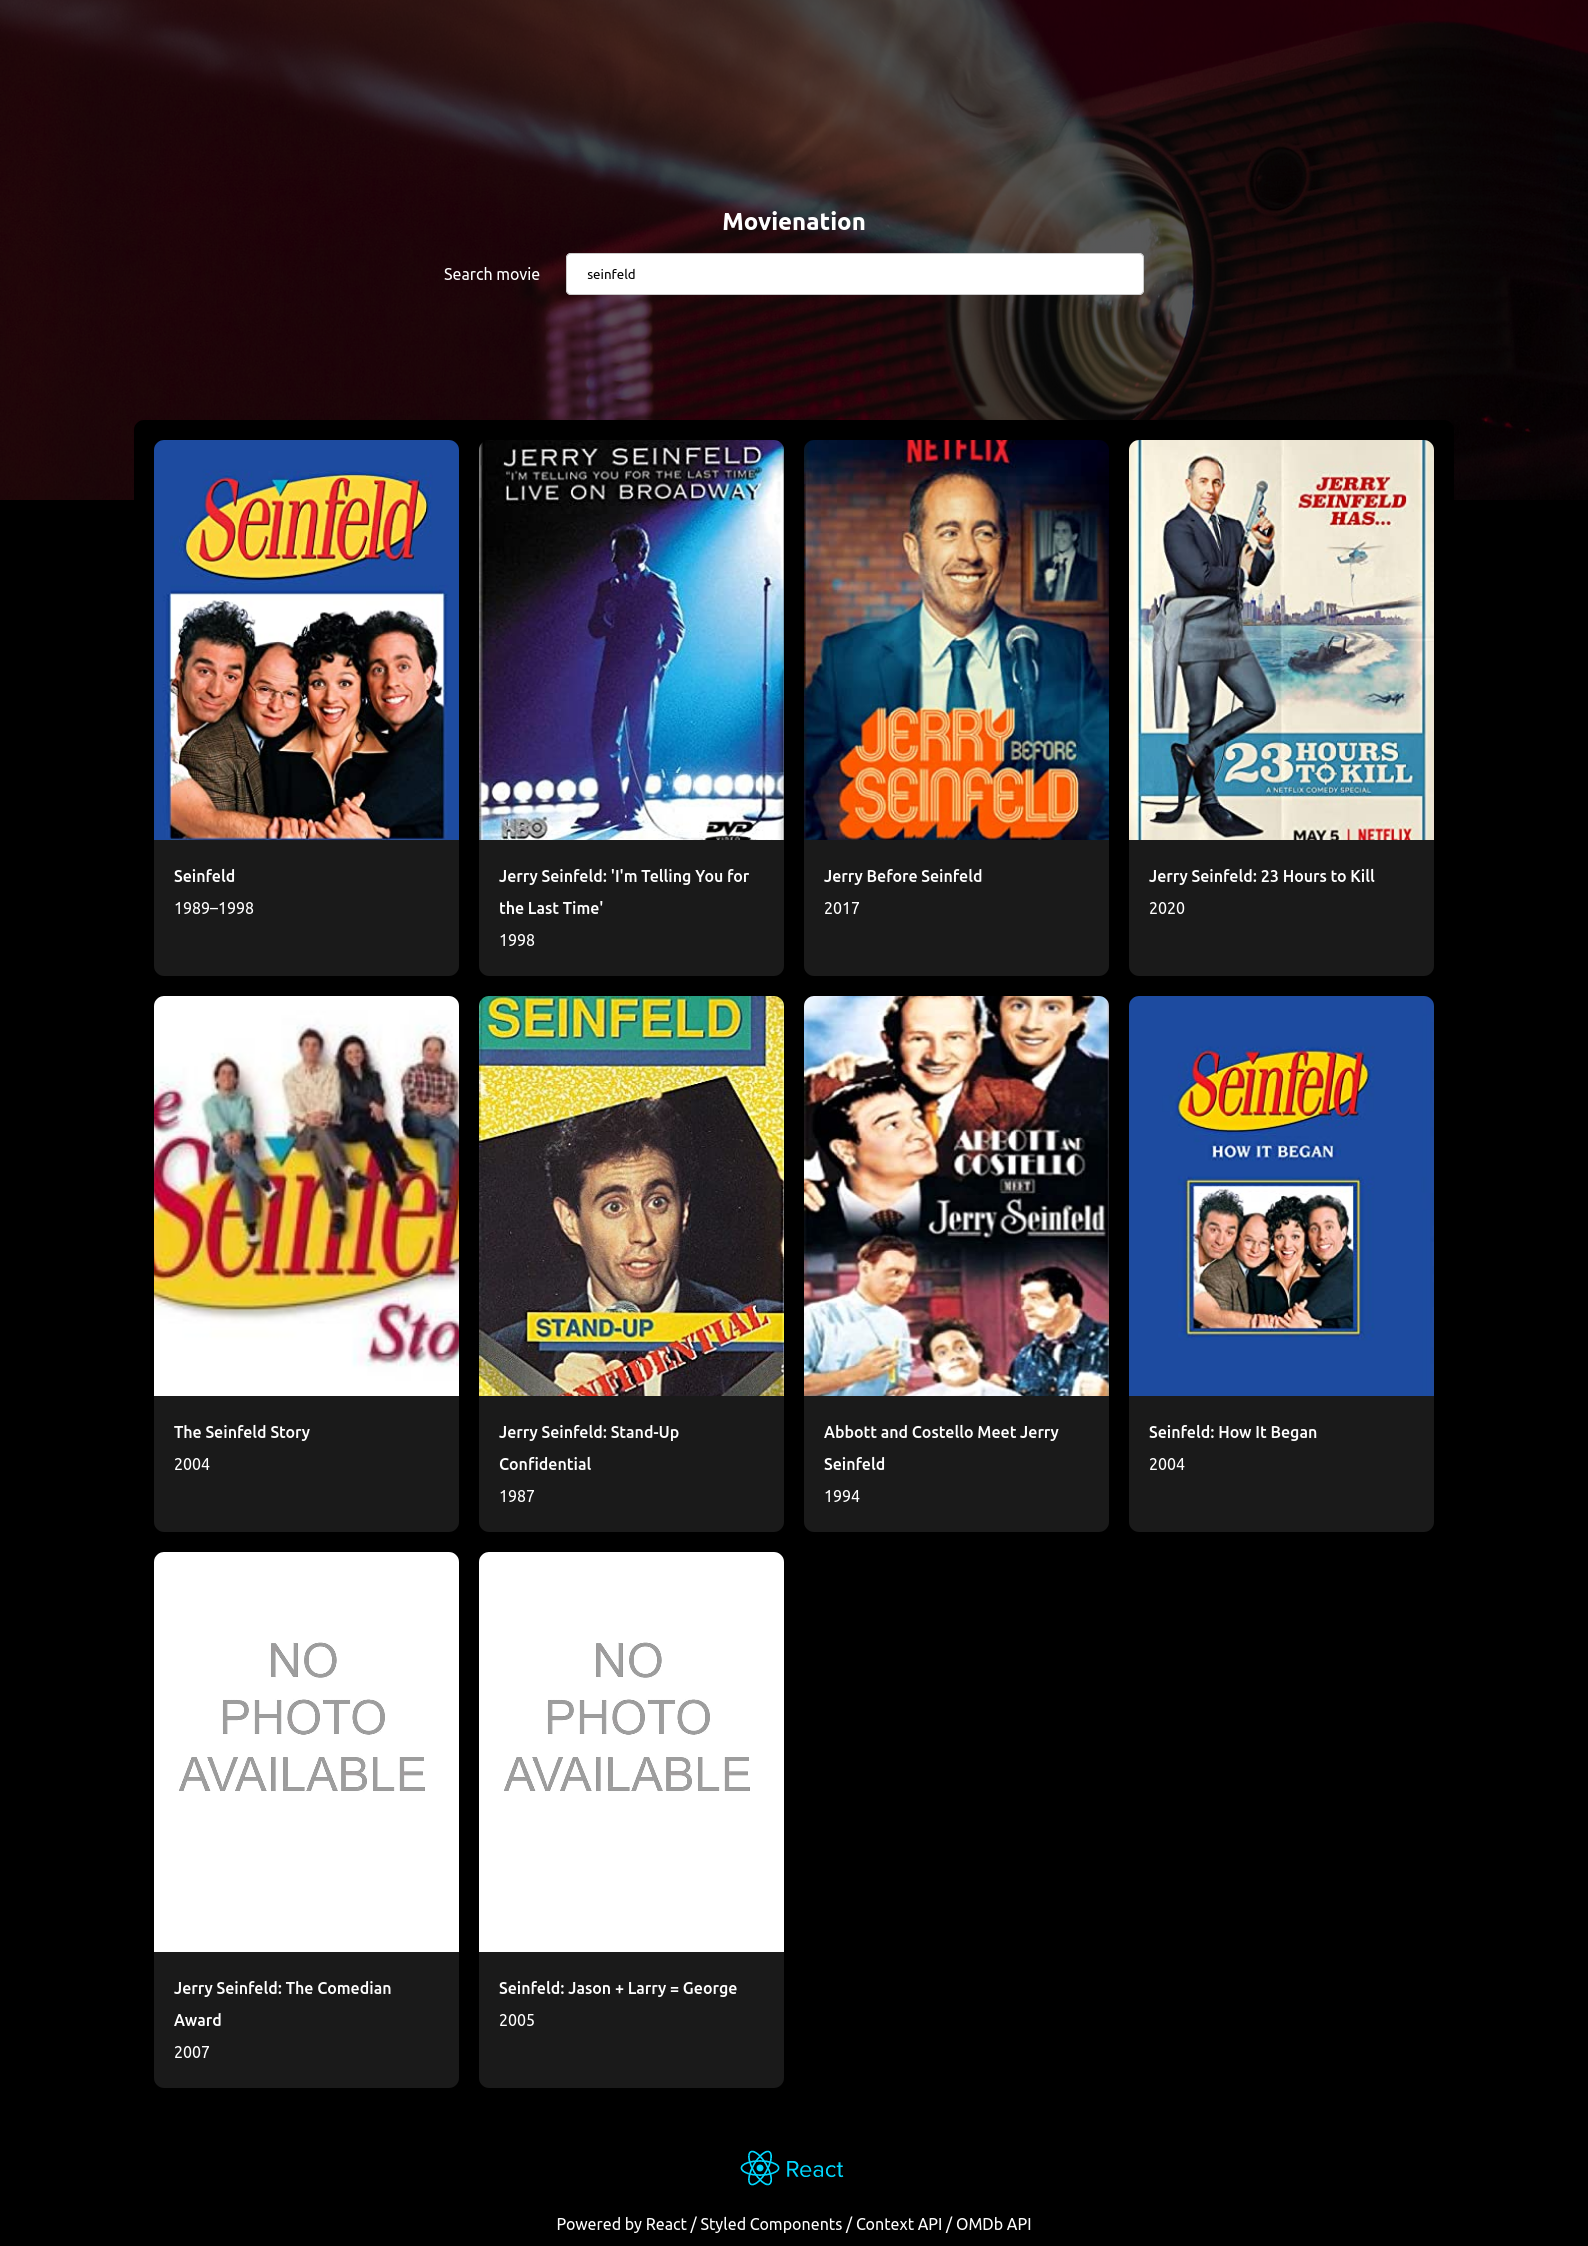 Movienation
Search movie
seinfeld
Seinfeld
JERRY SEINFELD
"I'M TELLING YOU FOR THE LAST TIME"
LIVE ON BROADWAY
HBO
DVD
VIDEO
NETFLIX
JERRY BEFORE
SEINFELD
JERRY
SEINFELD
HAS...
23 HOURS
TO KILL
A NETFLIX COMEDY SPECIAL
MAY 5 | NETFLIX
Seinfeld
1989–1998
Jerry Seinfeld: 'I'm Telling You for
the Last Time'
1998
Jerry Before Seinfeld
2017
Jerry Seinfeld: 23 Hours to Kill
2020
e
Seinfel
Sto
SEINFELD
STAND-UP
NFIDENTIAL
ABBOTT AND
COSTELLO
MEET
Jerry Seinfeld
Seinfeld
HOW IT BEGAN
The Seinfeld Story
2004
Jerry Seinfeld: Stand-Up
Confidential
1987
Abbott and Costello Meet Jerry
Seinfeld
1994
Seinfeld: How It Began
2004
NO
PHOTO
AVAILABLE
NO
PHOTO
AVAILABLE
Jerry Seinfeld: The Comedian
Award
2007
Seinfeld: Jason + Larry = George
2005
React
Powered by React / Styled Components / Context API / OMDb API